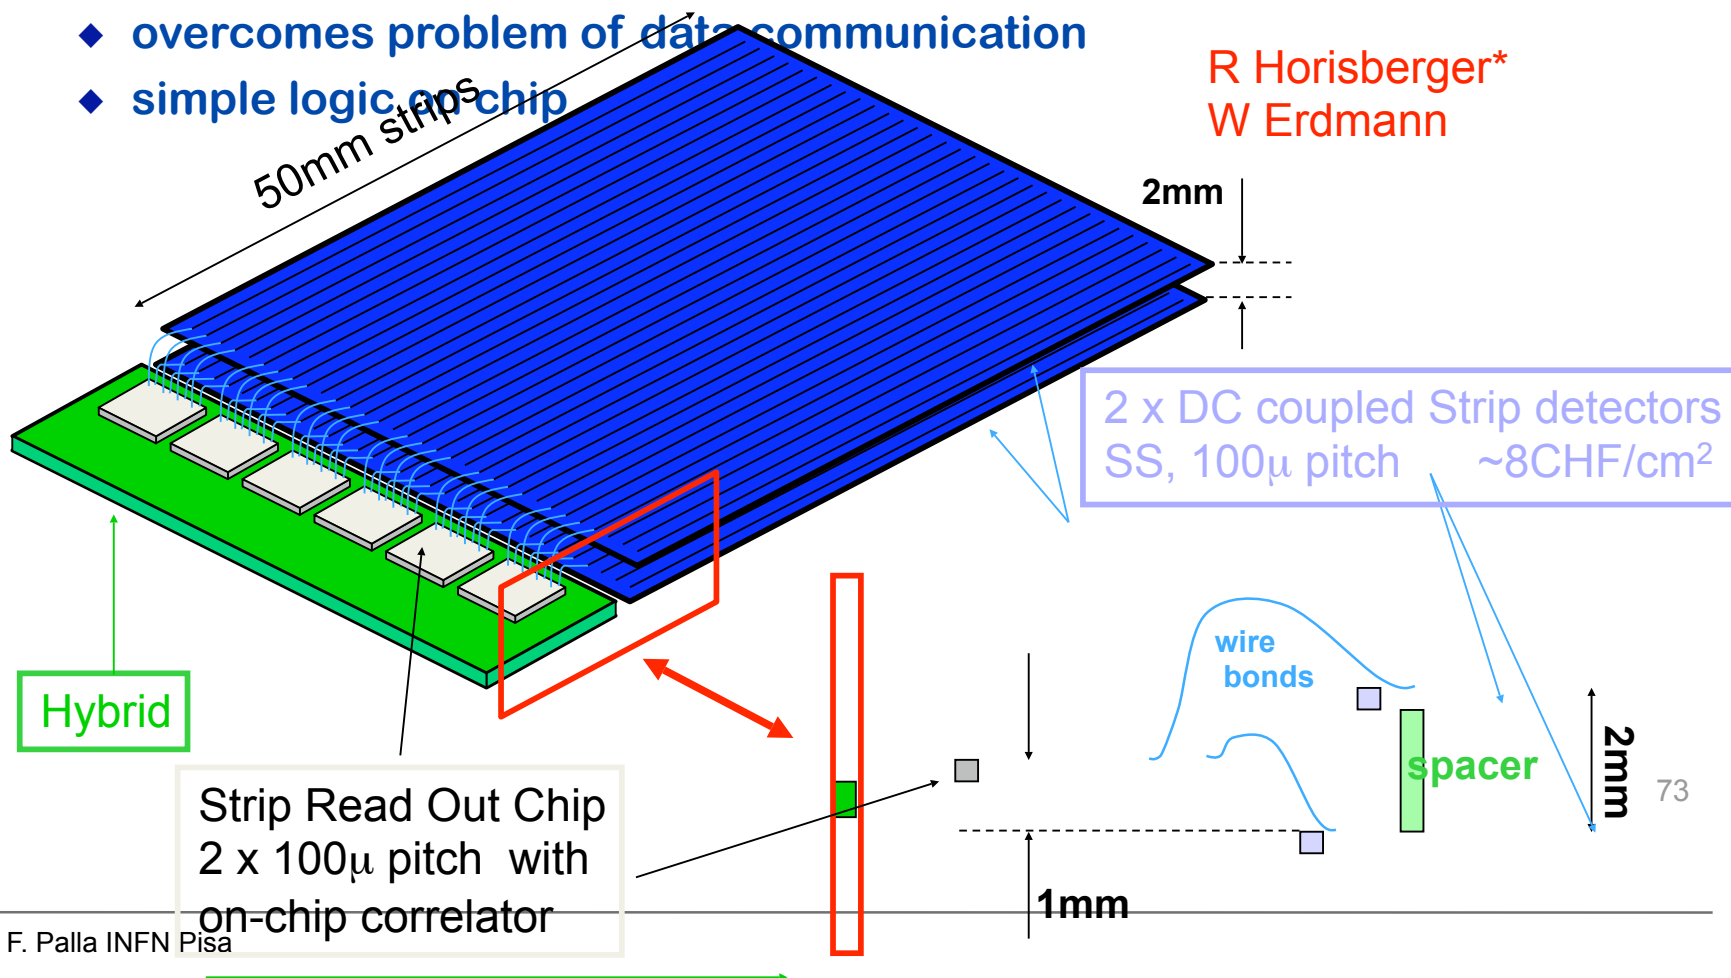 ◆ overcomes problem of data communication
◆ simple logic on chip
R Horisberger*
W Erdmann
50mm strips
2mm
2 x DC coupled Strip detectors
SS, 100μ pitch ~8CHF/cm²
Hybrid
wire
bonds
spacer
2mm
73
Strip Read Out Chip
2 x 100μ pitch with
on-chip correlator
1mm
F. Palla INFN Pisa